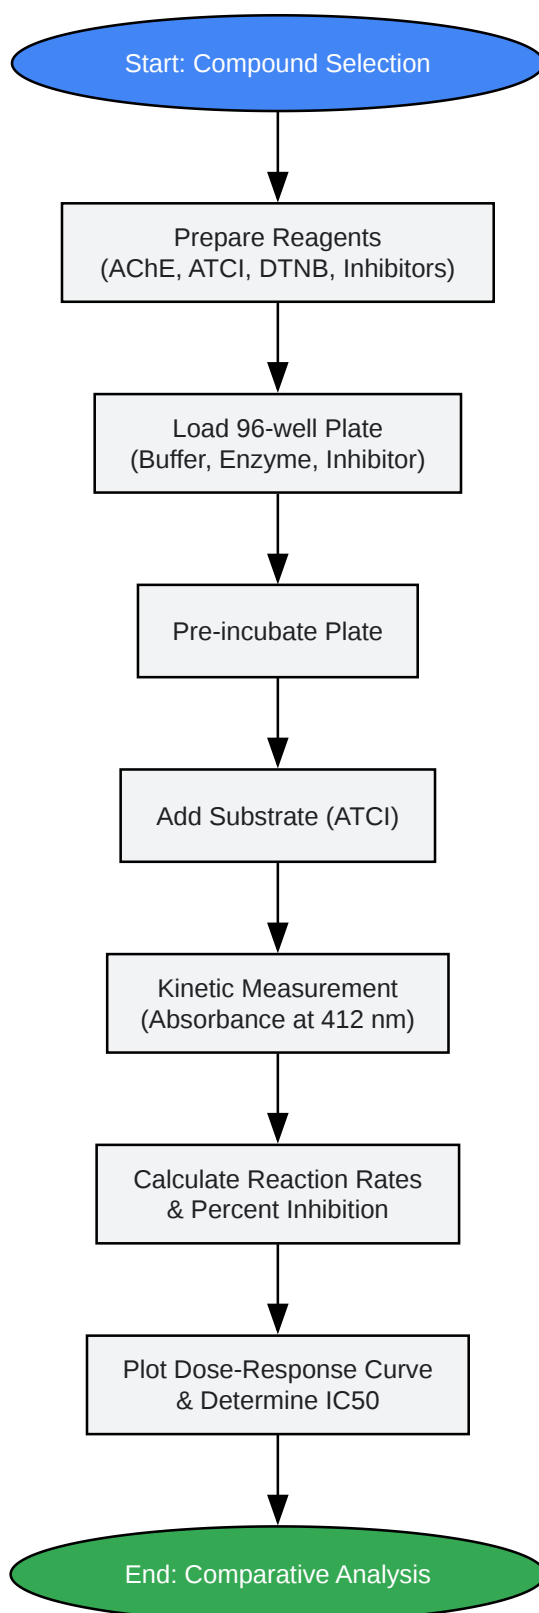 Start: Compound Selection
Prepare Reagents
(AChE, ATCI, DTNB, Inhibitors)
Load 96-well Plate
(Buffer, Enzyme, Inhibitor)
Pre-incubate Plate
Add Substrate (ATCI)
Kinetic Measurement
(Absorbance at 412 nm)
Calculate Reaction Rates
& Percent Inhibition
Plot Dose-Response Curve
& Determine IC50
End: Comparative Analysis